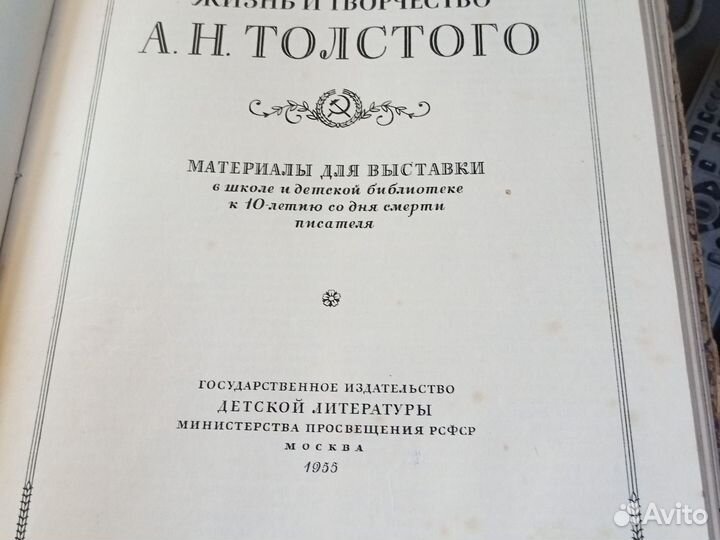 ЖИЗНЬ И ТВОРЧЕСТВО
А. Н. ТОЛСТОГО
МАТЕРИАЛЫ ДЛЯ ВЫСТАВКИ
в школе и детской библиотеке
к 10-летию со дня смерти
писателя
ГОСУДАРСТВЕННОЕ ИЗДАТЕЛЬСТВО
ДЕТСКОЙ ЛИТЕРАТУРЫ
МИНИСТЕРСТВА ПРОСВЕЩЕНИЯ РСФСР
МОСКВА
1955
Avito